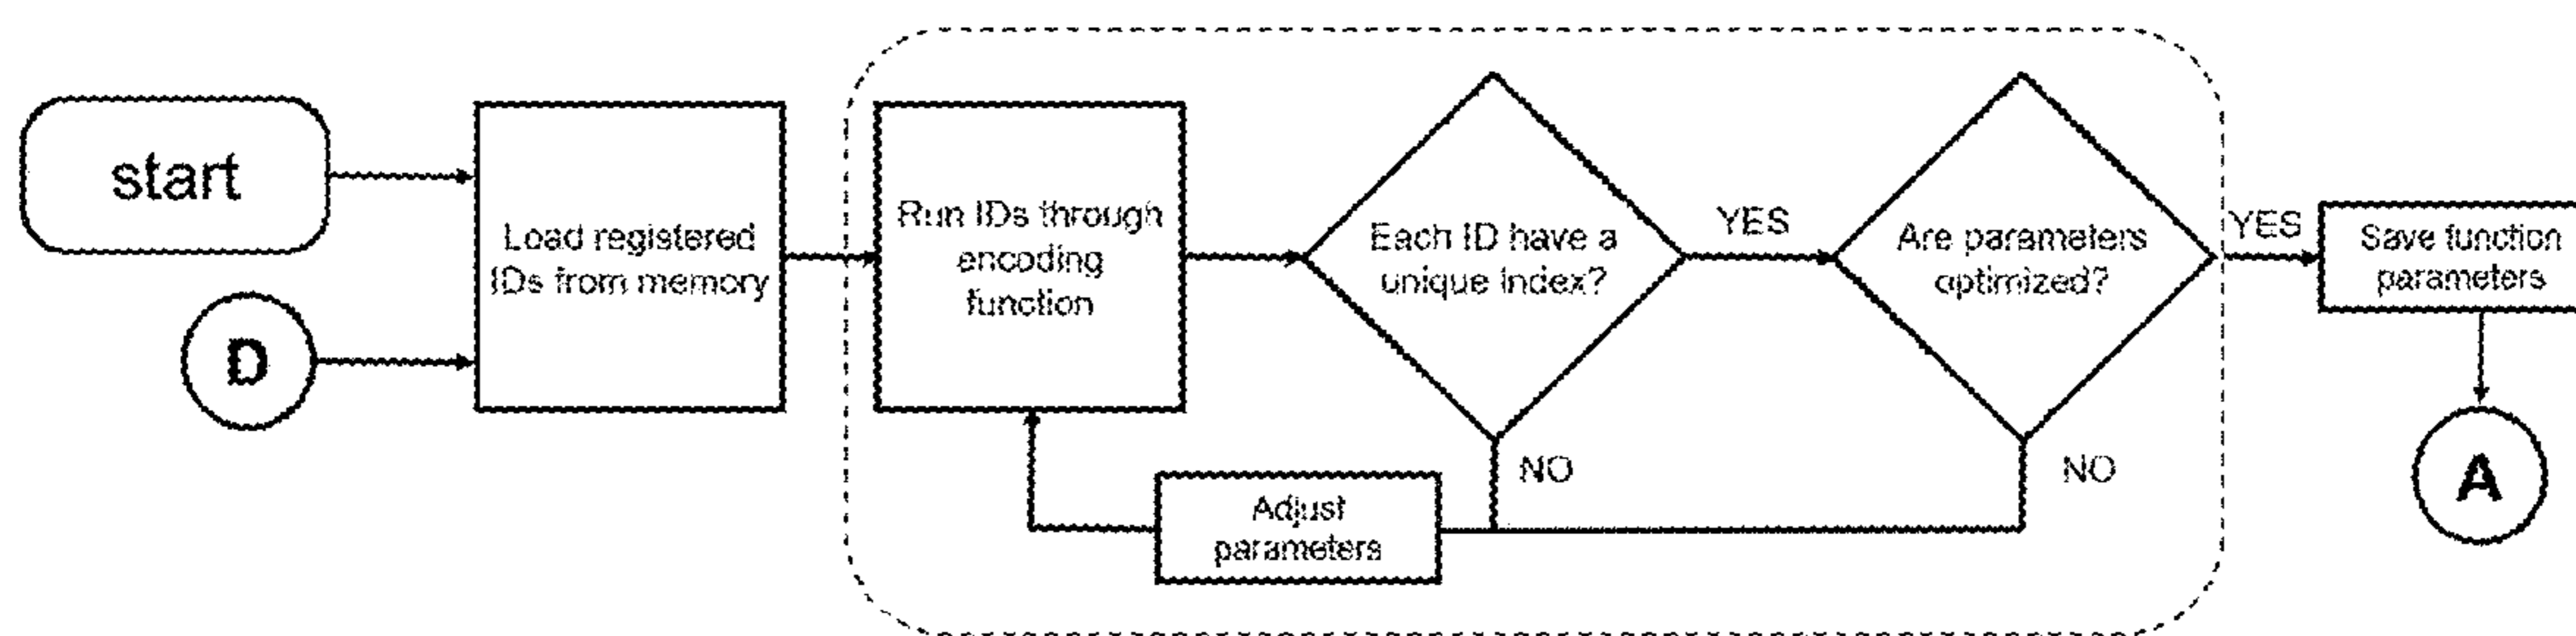 start
D
Load registered
IDs from memory
Run IDs through
encoding
function
Each ID have a
unique index?
YES
NO
Are parameters
optimized?
YES
NO
Adjust
parameters
Save function
parameters
A